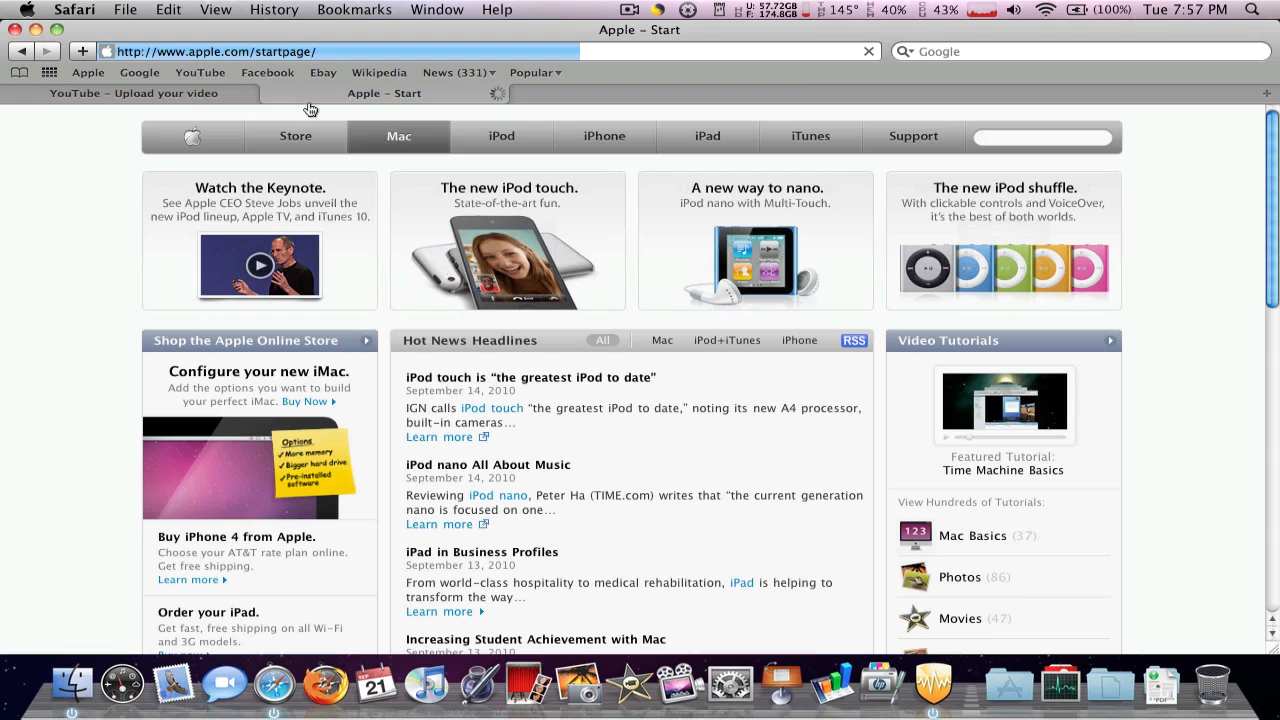 Safari File Edit View History Bookmarks Window Help
U: 57.72GB
F: 174.8GB
145° 40% 43% (100%) Tue 7:57 PM
Apple – Start
http://www.apple.com/startpage/
Google
Apple Google YouTube Facebook Ebay Wikipedia News (331) Popular
YouTube – Upload your video
Apple – Start
Store Mac iPod iPhone iPad iTunes Support
Watch the Keynote.
See Apple CEO Steve Jobs unveil the
new iPod lineup, Apple TV, and iTunes 10.
The new iPod touch.
State-of-the-art fun.
A new way to nano.
iPod nano with Multi-Touch.
The new iPod shuffle.
With clickable controls and VoiceOver,
it’s the best of both worlds.
Shop the Apple Online Store
Configure your new iMac.
Add the options you want to build
your perfect iMac. Buy Now
Options
More memory
Bigger hard drive
Pre-installed
software
Buy iPhone 4 from Apple.
Choose your AT&T rate plan online.
Get free shipping.
Learn more
Order your iPad.
Get fast, free shipping on all Wi-Fi
and 3G models.
Hot News Headlines All Mac iPod+iTunes iPhone RSS
iPod touch is “the greatest iPod to date”
September 14, 2010
IGN calls iPod touch “the greatest iPod to date,” noting its new A4 processor,
built-in cameras…
Learn more
iPod nano All About Music
September 14, 2010
Reviewing iPod nano, Peter Ha (TIME.com) writes that “the current generation
nano is focused on one…
Learn more
iPad in Business Profiles
September 13, 2010
From world-class hospitality to medical rehabilitation, iPad is helping to
transform the way…
Learn more
Increasing Student Achievement with Mac
September 13, 2010
Video Tutorials
Featured Tutorial:
Time Machine Basics
View Hundreds of Tutorials:
123
Mac Basics (37)
Photos (86)
Movies (47)
SEP
21